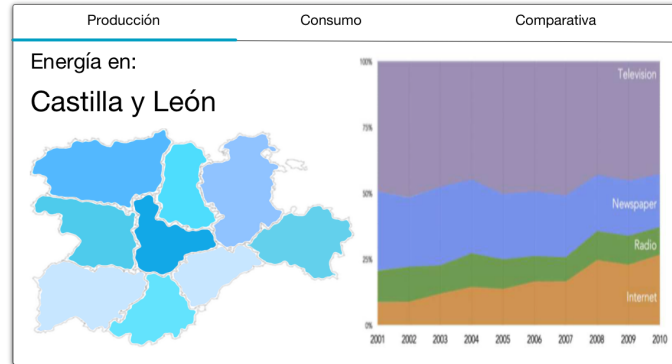 Producción
Consumo
Comparativa
Energía en:
Castilla y León
100%
75%
50%
25%
0%
Television
Newspaper
Radio
Internet
2001 2002 2003 2004 2005 2006 2007 2008 2009 2010